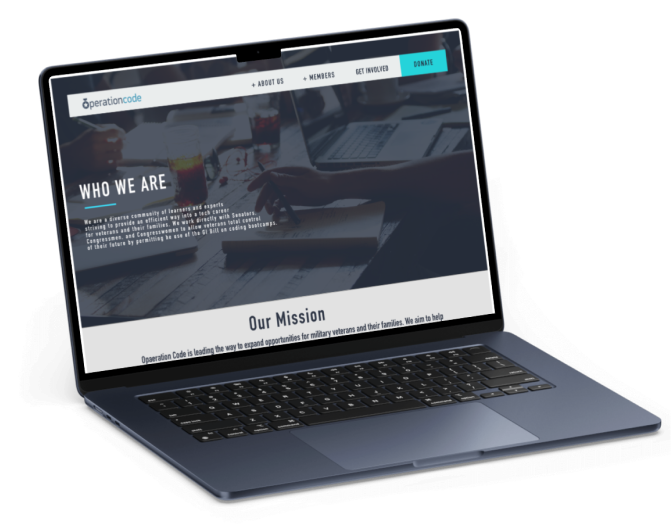 operationcode
+ ABOUT US
+ MEMBERS
GET INVOLVED
DONATE
WHO WE ARE
We are a diverse community of learners and experts
striving to provide an efficient way into a tech career
for veterans and their families. We work directly with Senators,
Congressmen, and Congresswomen to allow veterans total control
of their future by permitting be use of the GI Bill on coding bootcamps.
Our Mission
Opaeration Code is leading the way to expand opportunities for military veterans and their families. We aim to help